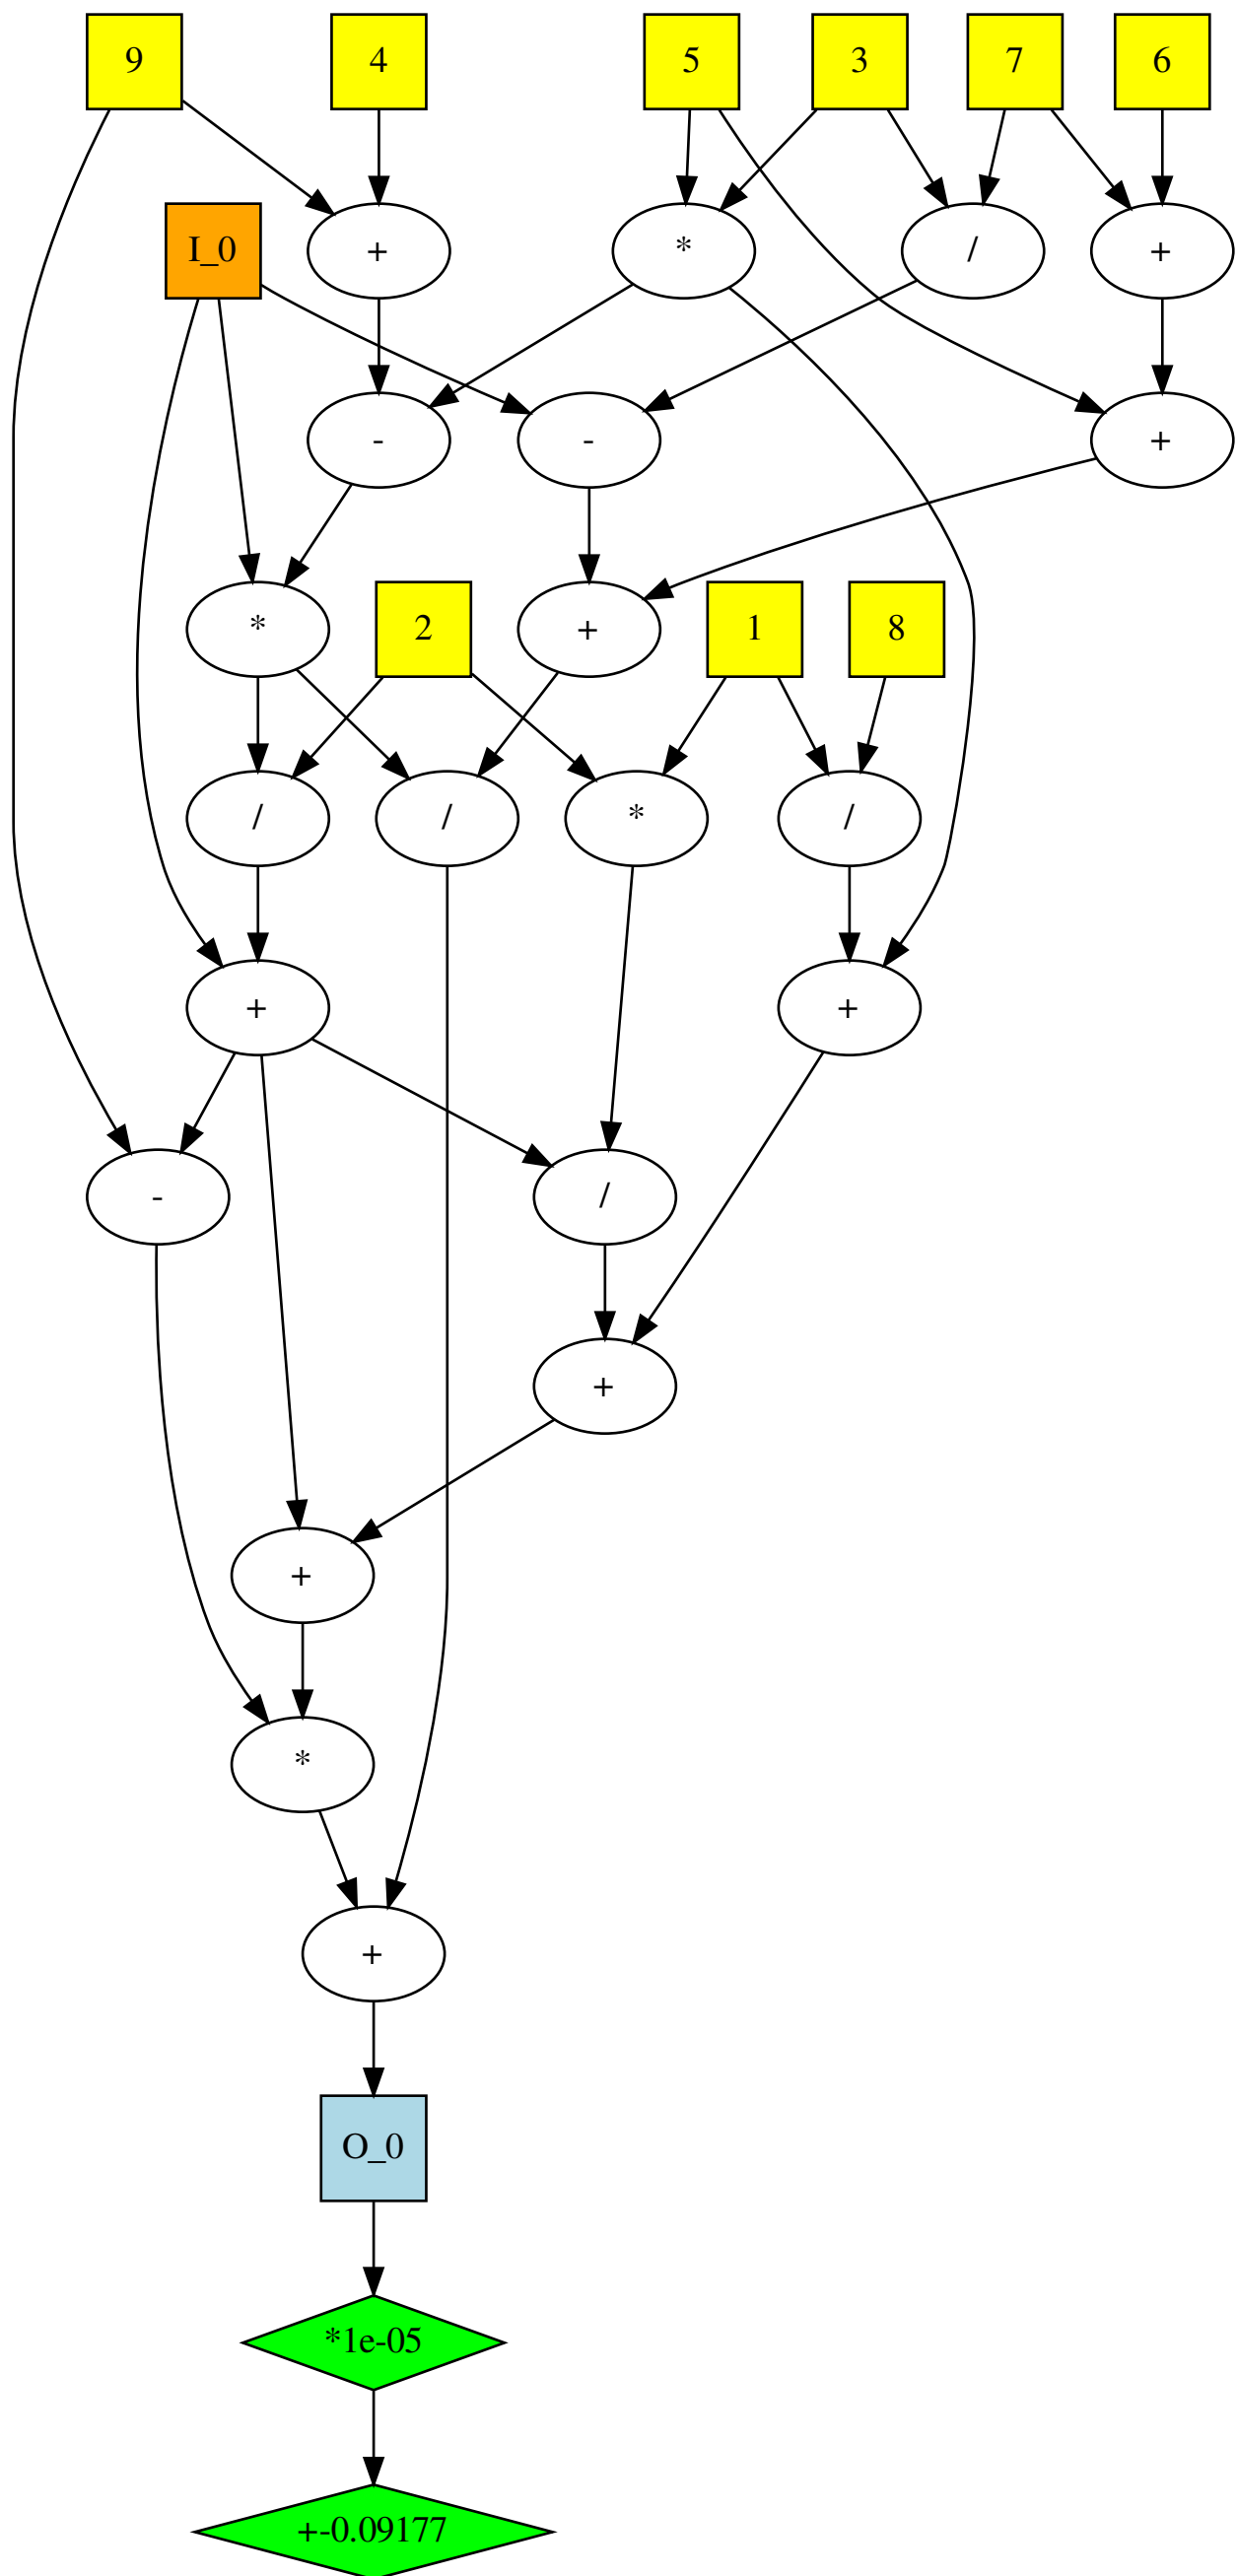 9 4 5 3 7 6
I_0 + * / +
- - +
* 2 + 1 8
/ / * /
+ +
- /
+
+
*
+
O_0
*1e-05
+-0.09177